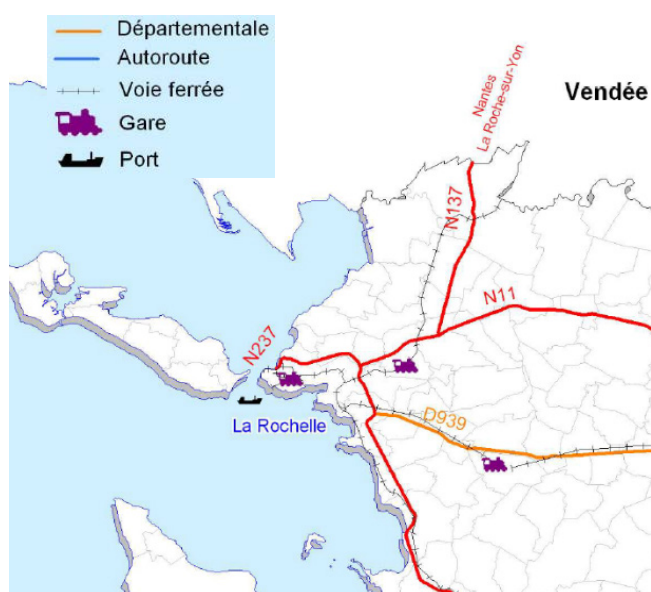 Départementale
Autoroute
Voie ferrée
Gare
Port
Nantes
La Roche-sur-Yon
Vendée
N137
N11
N237
La Rochelle
D939